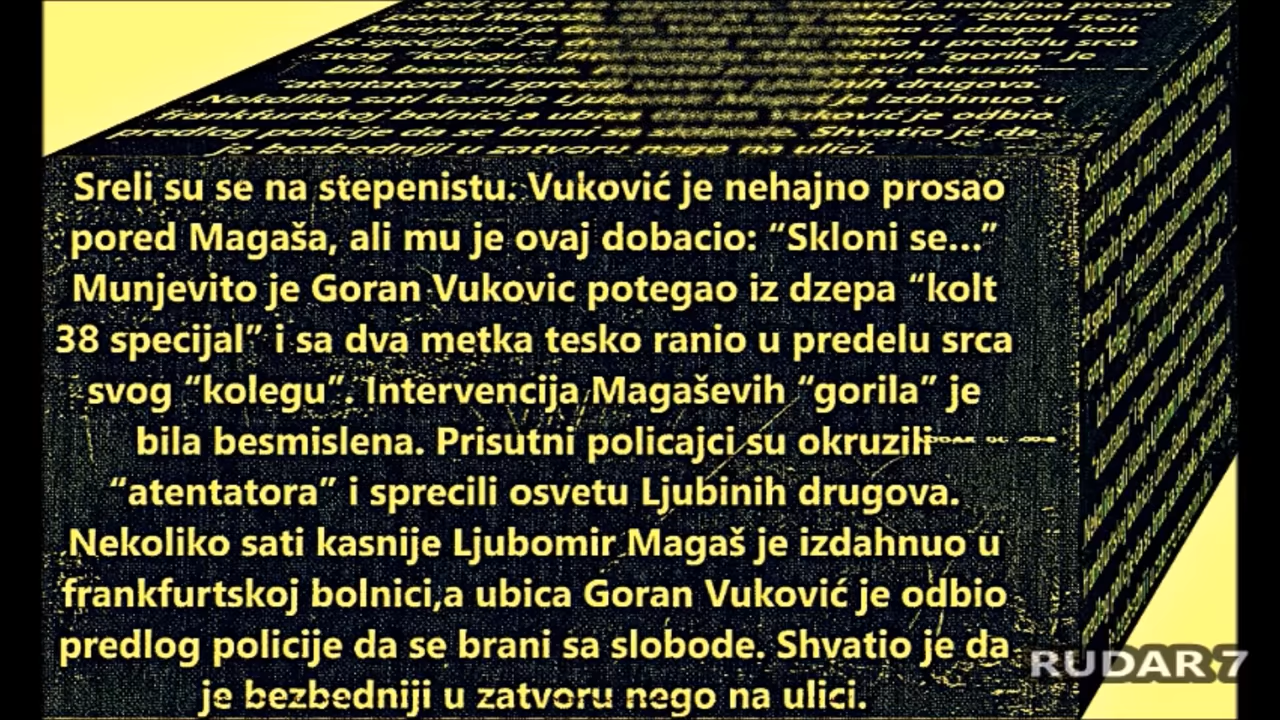 Sreli su se na stepenistu. Vuković je nehajno prosao
pored Magaša, ali mu je ovaj dobacio: “Skloni se...”
Munjevito je Goran Vukovic potegao iz dzepa “kolt
38 specijal” i sa dva metka tesko ranio u predelu srca
svog “kolegu”. Intervencija Magaševih “gorila” je
bila besmislena. Prisutni policajci su okruzili
“atentatora” i sprecili osvetu Ljubinih drugova.
Nekoliko sati kasnije Ljubomir Magaš je izdahnuo u
frankfurtskoj bolnici,a ubica Goran Vuković je odbio
predlog policije da se brani sa slobode. Shvatio je da
je bezbedniji u zatvoru nego na ulici.
RUDAR 7